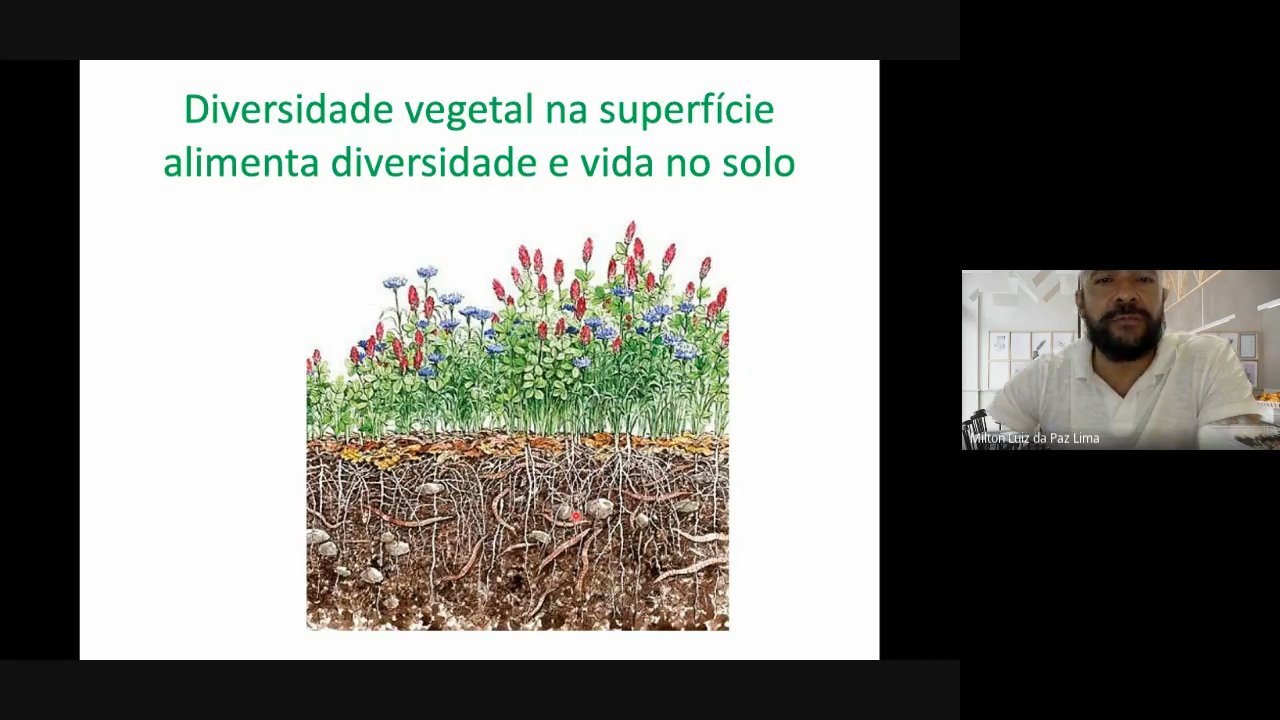 Diversidade vegetal na superfície
alimenta diversidade e vida no solo
Milton Luiz da Paz Lima